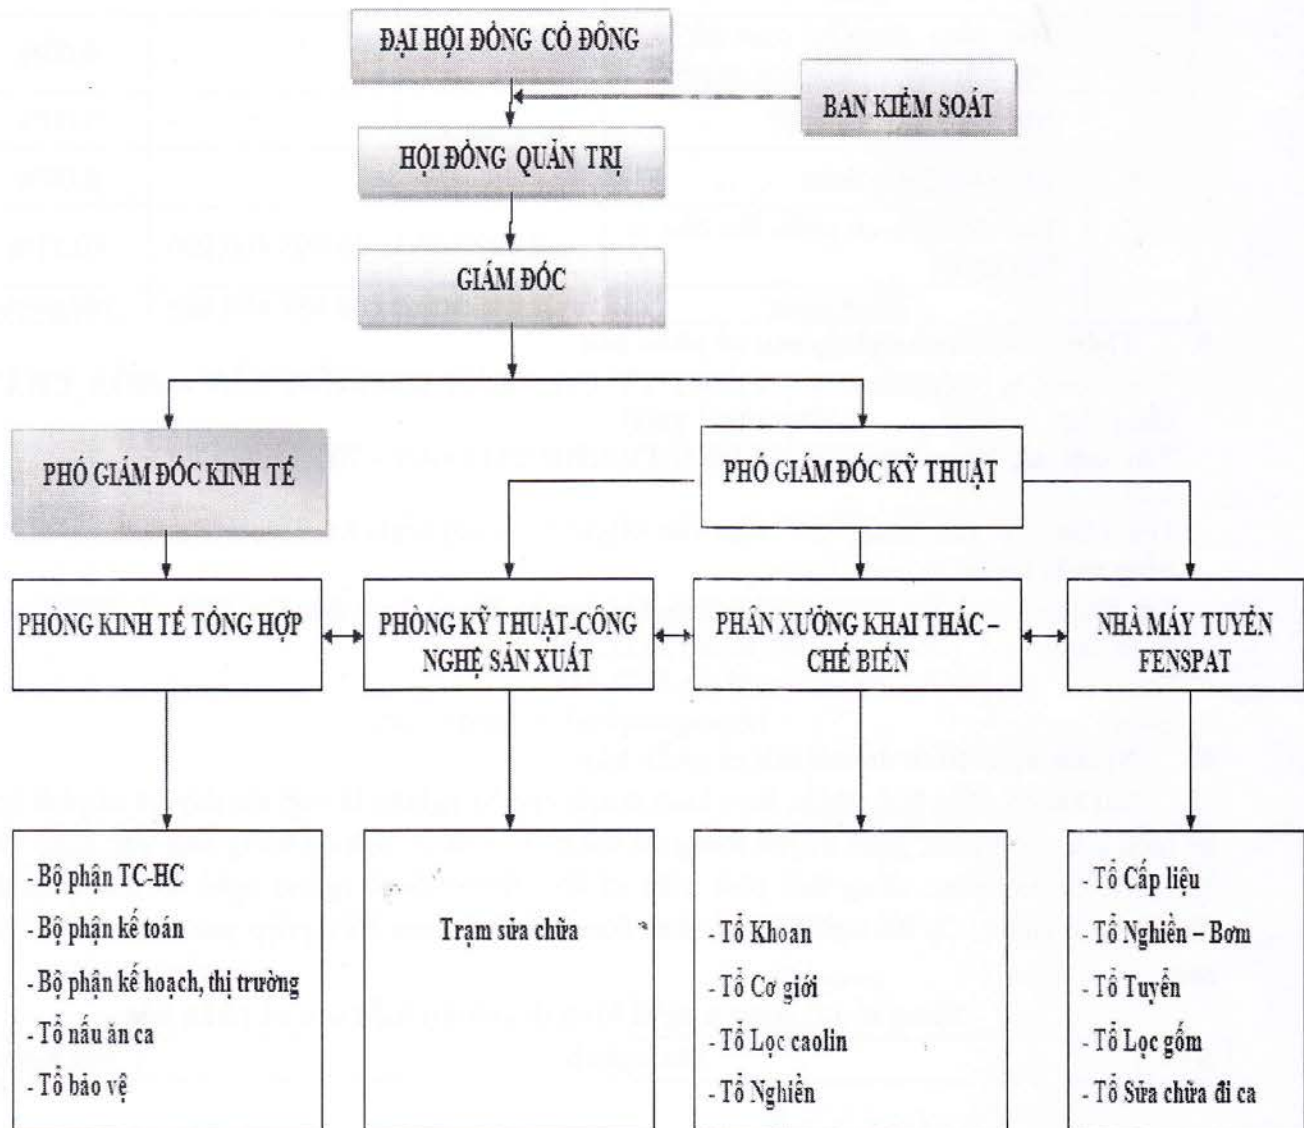 ĐẠI HỘI ĐỒNG CỔ ĐÔNG
BAN KIỂM SOÁT
HỘI ĐỒNG QUẢN TRỊ
GIÁM ĐỐC
PHÓ GIÁM ĐỐC KINH TẾ
PHÓ GIÁM ĐỐC KỸ THUẬT
PHÒNG KINH TẾ TỔNG HỢP
PHÒNG KỸ THUẬT-CÔNG
NGHỆ SẢN XUẤT
PHÂN XƯỞNG KHAI THÁC –
CHẾ BIẾN
NHÀ MÁY TUYỂN
FENSPAT
- Bộ phận TC-HC
- Bộ phận kế toán
- Bộ phận kế hoạch, thị trường
- Tổ nấu ăn ca
- Tổ bảo vệ
Trạm sửa chữa
- Tổ Khoan
- Tổ Cơ giới
- Tổ Lọc caolin
- Tổ Nghiền
- Tổ Cấp liệu
- Tổ Nghiền – Bơm
- Tổ Tuyển
- Tổ Lọc gốm
- Tổ Sửa chữa đi ca